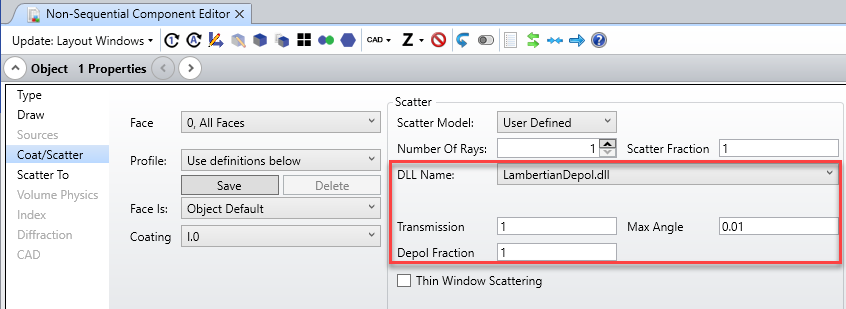 Non-Sequential Component Editor
Update: Layout Windows
CAD
Z
Object 1 Properties
Type
Draw
Sources
Coat/Scatter
Scatter To
Volume Physics
Index
Diffraction
CAD
Face 0, All Faces
Profile: Use definitions below
Save Delete
Face Is: Object Default
Coating I.0
Scatter
Scatter Model: User Defined
Number Of Rays: 1 Scatter Fraction 1
DLL Name: LambertianDepol.dll
Transmission 1 Max Angle 0.01
Depol Fraction 1
Thin Window Scattering